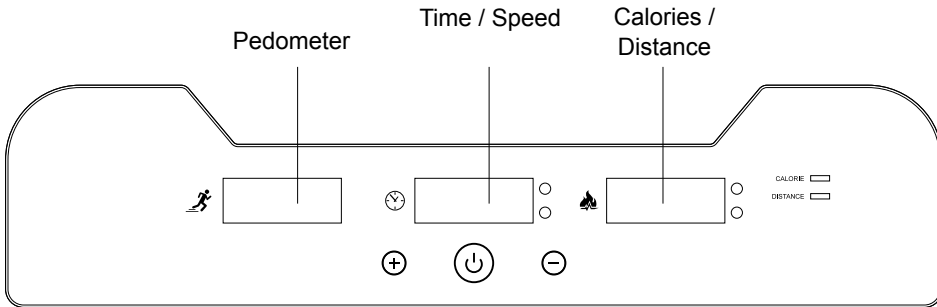 Pedometer
Time / Speed
Calories /
Distance
CALORIE
DISTANCE